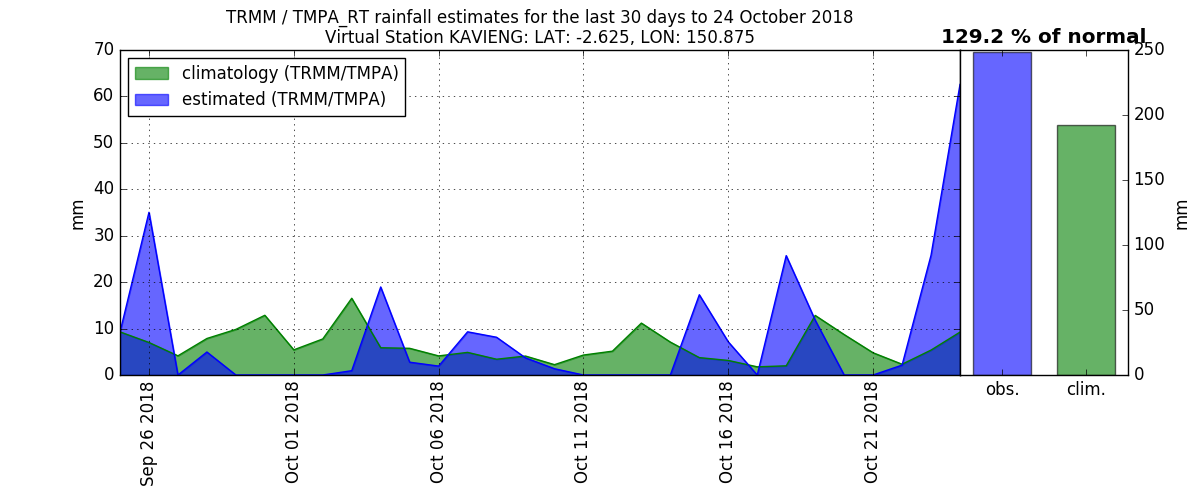 TRMM / TMPA_RT rainfall estimates for the last 30 days to 24 October 2018
Virtual Station KAVIENG: LAT: -2.625, LON: 150.875
129.2 % of normal
climatology (TRMM/TMPA)
estimated (TRMM/TMPA)
70
60
50
40
30
20
10
0
mm
Sep 26 2018
Oct 01 2018
Oct 06 2018
Oct 11 2018
Oct 16 2018
Oct 21 2018
obs.
clim.
250
200
150
100
50
0
mm